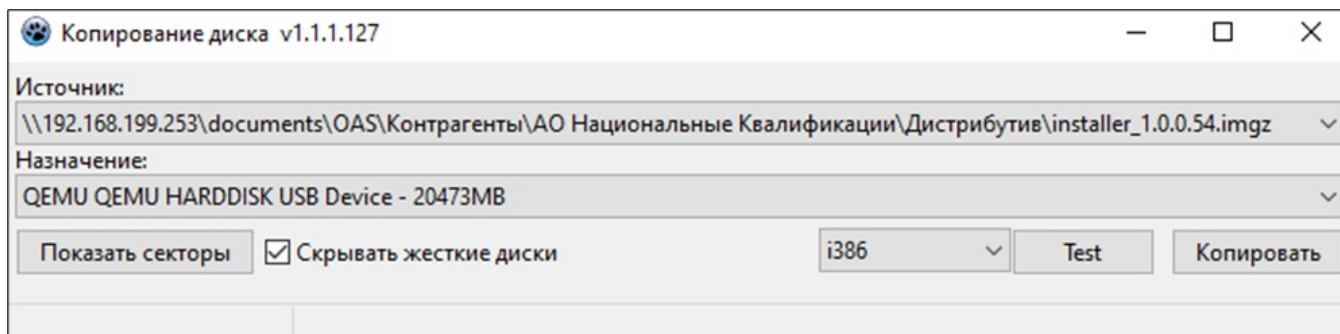 Копирование диска v1.1.1.127
Источник:
\\192.168.199.253\documents\OAS\Контрагенты\АО Национальные Квалификации\Дистрибутив\installer_1.0.0.54.imgz
Назначение:
QEMU QEMU HARDDISK USB Device - 20473MB
Показать секторы Скрывать жесткие диски i386 Test Копировать